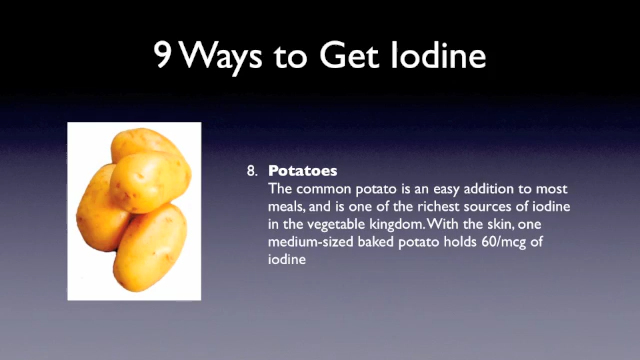 9 Ways to Get Iodine
8. Potatoes
The common potato is an easy addition to most
meals, and is one of the richest sources of iodine
in the vegetable kingdom. With the skin, one
medium-sized baked potato holds 60/mcg of
iodine